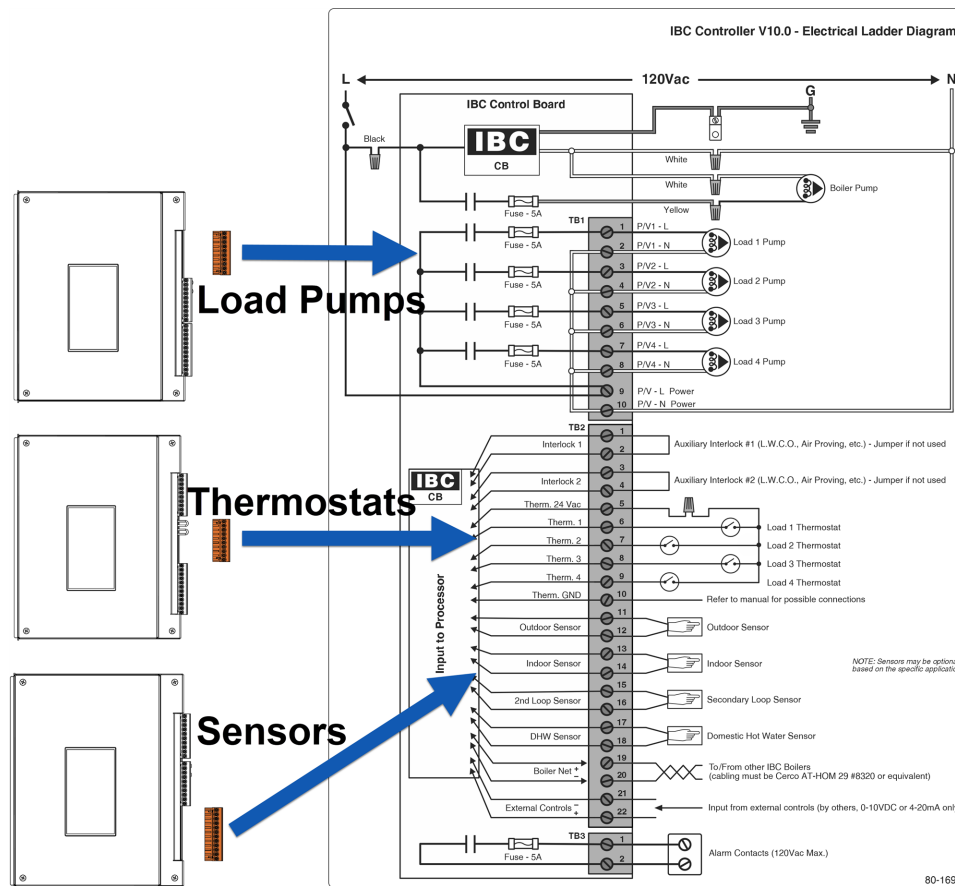 IBC Controller V10.0 - Electrical Ladder Diagram
L
120Vac
N
G
IBC Control Board
Black
IBC
CB
White
White
Boiler Pump
Yellow
Fuse - 5A
TB1
1 P/V1 - L
Fuse - 5A
Load 1 Pump
2 P/V1 - N
3 P/V2 - L
Fuse - 5A
Load 2 Pump
4 P/V2 - N
Load Pumps
5 P/V3 - L
Fuse - 5A
Load 3 Pump
6 P/V3 - N
7 P/V4 - L
Fuse - 5A
Load 4 Pump
8 P/V4 - N
9 P/V - L Power
10 P/V - N Power
TB2
1
Interlock 1
Auxiliary Interlock #1 (L.W.C.O., Air Proving, etc.) - Jumper if not used
2
3
IBC
CB
Interlock 2
Auxiliary Interlock #2 (L.W.C.O., Air Proving, etc.) - Jumper if not used
4
Thermostats
Therm. 24 Vac 5
Therm. 1 6 Load 1 Thermostat
Therm. 2 7 Load 2 Thermostat
Therm. 3 8 Load 3 Thermostat
Therm. 4 9 Load 4 Thermostat
Therm. GND 10 Refer to manual for possible connections
Input to Processor
11
Outdoor Sensor 12 Outdoor Sensor
13
Indoor Sensor 14 Indoor Sensor
NOTE: Sensors may be optiona
based on the specific applicatio
15
2nd Loop Sensor 16 Secondary Loop Sensor
Sensors
17
DHW Sensor 18 Domestic Hot Water Sensor
19
Boiler Net + - 20
To/From other IBC Boilers
(cabling must be Cerco AT-HOM 29 #8320 or equivalent)
21
External Controls - + 22
Input from external controls (by others, 0-10VDC or 4-20mA only
TB3
1
Fuse - 5A
2
Alarm Contacts (120Vac Max.)
80-169